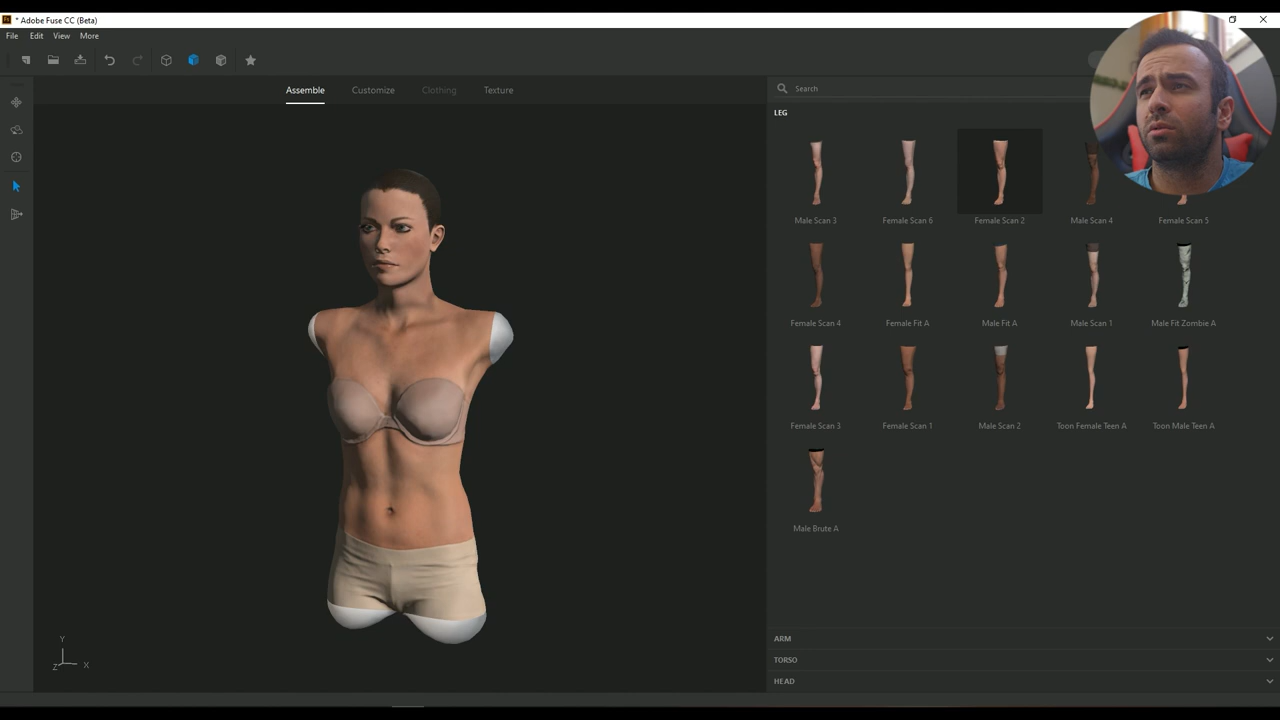 * Adobe Fuse CC (Beta)
File Edit View More
Assemble Customize Clothing Texture
Search
LEG
Male Scan 3 Female Scan 6 Female Scan 2 Male Scan 4 Female Scan 5
Female Scan 4 Female Fit A Male Fit A Male Scan 1 Male Fit Zombie A
Female Scan 3 Female Scan 1 Male Scan 2 Toon Female Teen A Toon Male Teen A
Male Brute A
ARM
TORSO
HEAD
Y
Z X